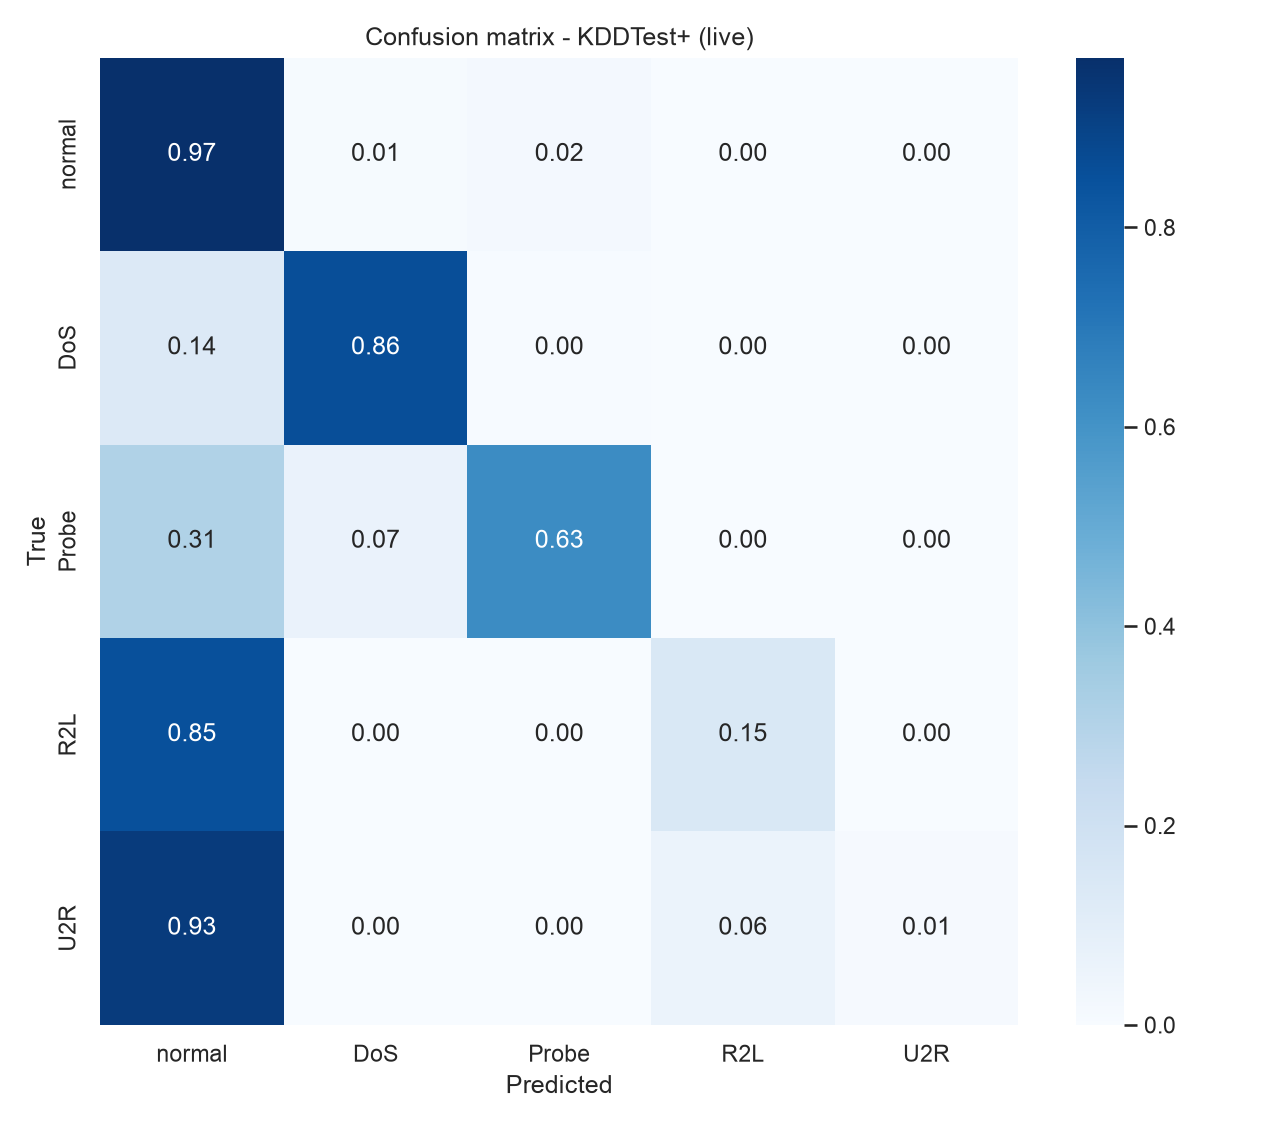 Confusion matrix - KDDTest+ (live)
normal 0.97 0.01 0.02 0.00 0.00
DoS 0.14 0.86 0.00 0.00 0.00
Probe 0.31 0.07 0.63 0.00 0.00
R2L 0.85 0.00 0.00 0.15 0.00
U2R 0.93 0.00 0.00 0.06 0.01
True
normal DoS Probe R2L U2R
Predicted
0.8
0.6
0.4
0.2
0.0